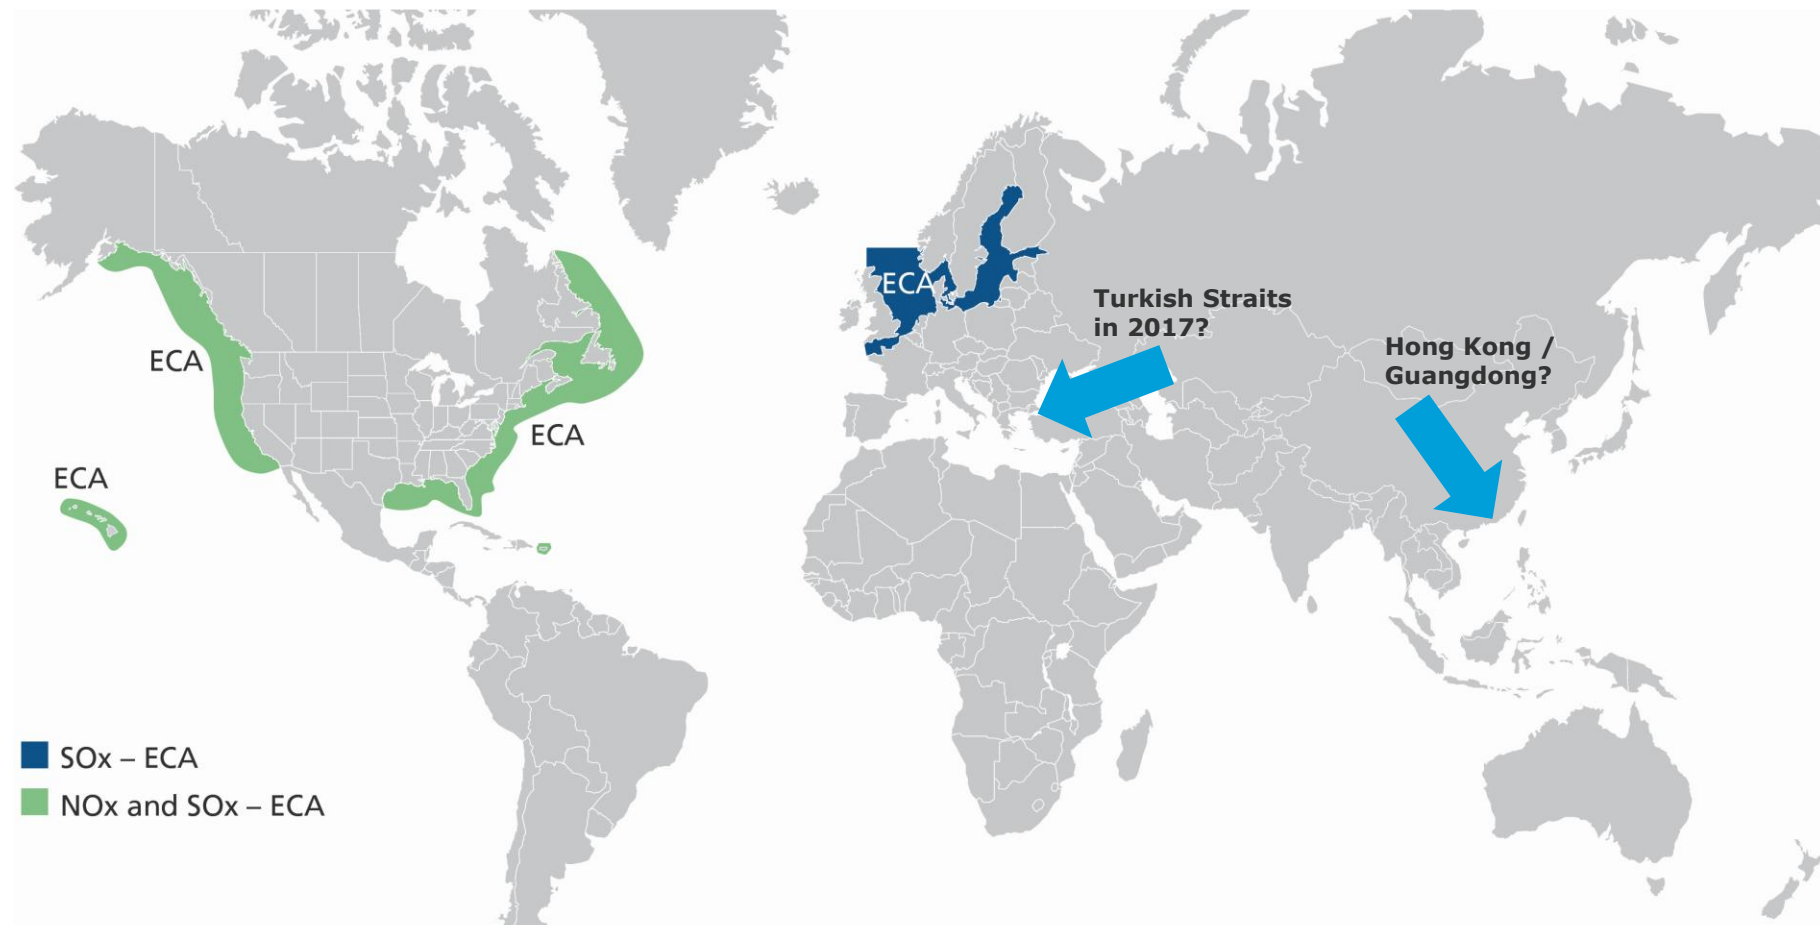 ECA
ECA
ECA
ECA
Turkish Straits
in 2017?
Hong Kong /
Guangdong?
SOx – ECA
NOx and SOx – ECA